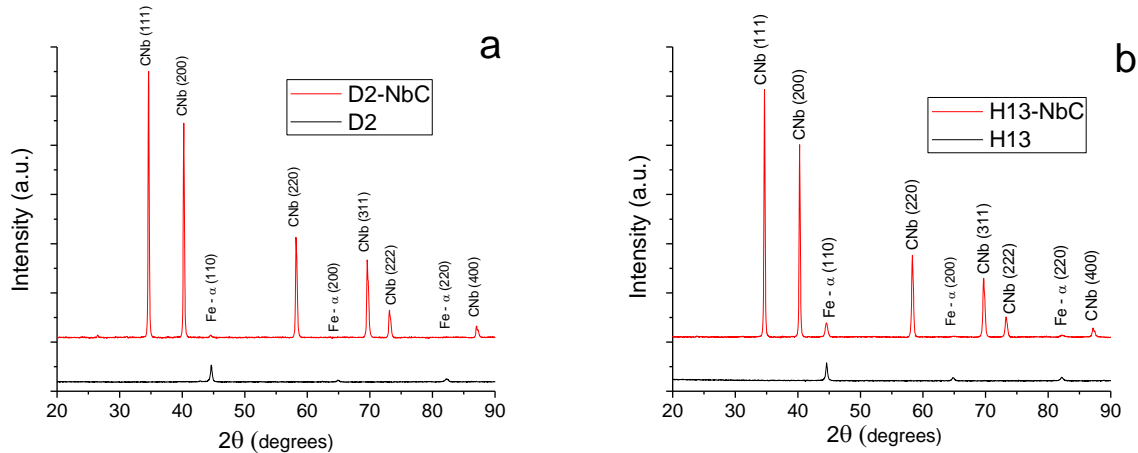 a
CNb (111)
CNb (200)
Fe - α (110)
CNb (220)
Fe - α (200)
CNb (311)
CNb (222)
Fe - α (220)
CNb (400)
D2-NbC
D2
Intensity (a.u.)
20 30 40 50 60 70 80 90
2θ (degrees)
b
CNb (111)
CNb (200)
Fe - α (110)
CNb (220)
Fe - α (200)
CNb (311)
CNb (222)
Fe - α (220)
CNb (400)
H13-NbC
H13
Intensity (a.u.)
20 30 40 50 60 70 80 90
2θ (degrees)